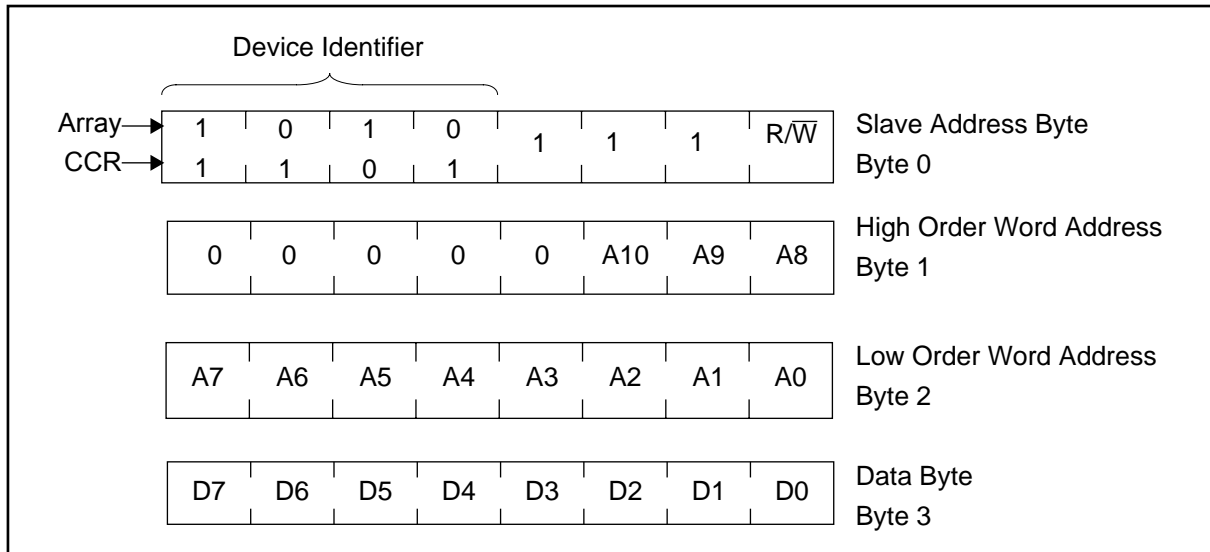 Device Identifier
Array 1 0 1 0 1 1 1 R/W̅ Slave Address Byte
CCR 1 1 0 1 Byte 0
High Order Word Address
0 0 0 0 0 A10 A9 A8 Byte 1
Low Order Word Address
A7 A6 A5 A4 A3 A2 A1 A0 Byte 2
Data Byte
D7 D6 D5 D4 D3 D2 D1 D0 Byte 3